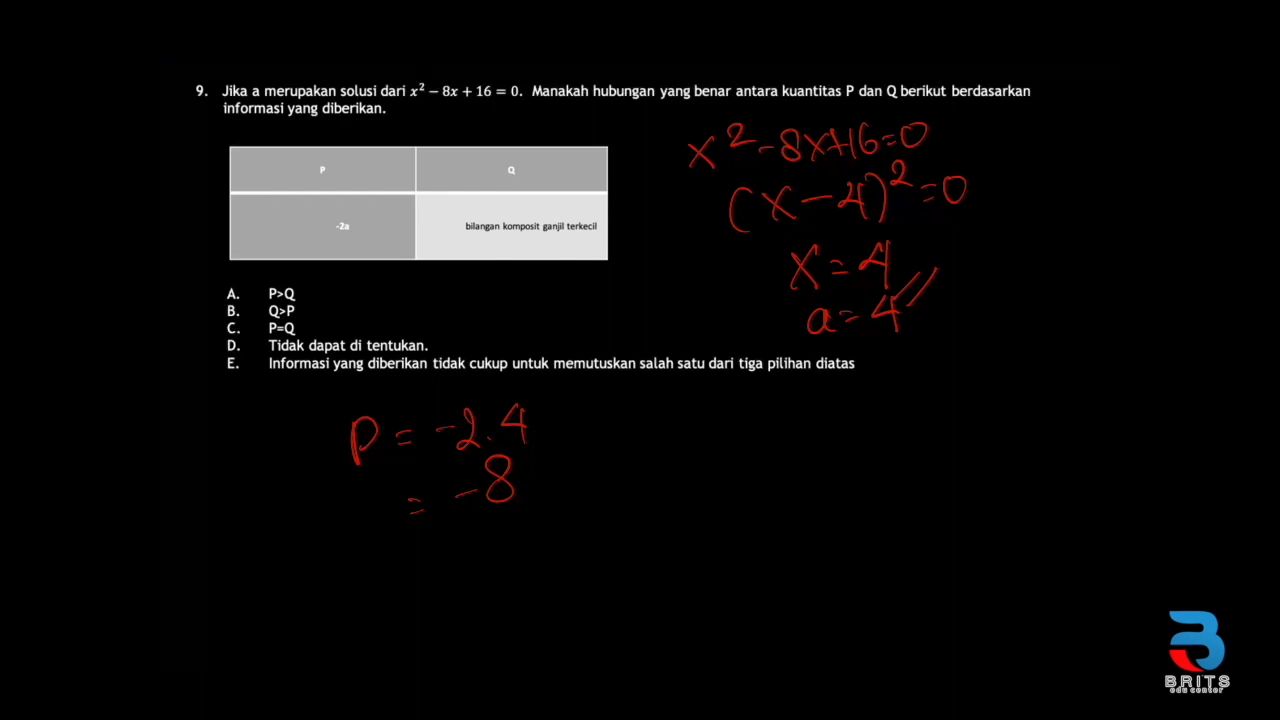 9. Jika a merupakan solusi dari x² − 8x + 16 = 0. Manakah hubungan yang benar antara kuantitas P dan Q berikut berdasarkan
informasi yang diberikan.
P Q
-2a bilangan komposit ganjil terkecil
A. P>Q
B. Q>P
C. P=Q
D. Tidak dapat di tentukan.
E. Informasi yang diberikan tidak cukup untuk memutuskan salah satu dari tiga pilihan diatas
x² - 8x + 16 = 0
(x - 4)² = 0
x = 4
a = 4
P = -2.4
= -8
BRITS
edu center